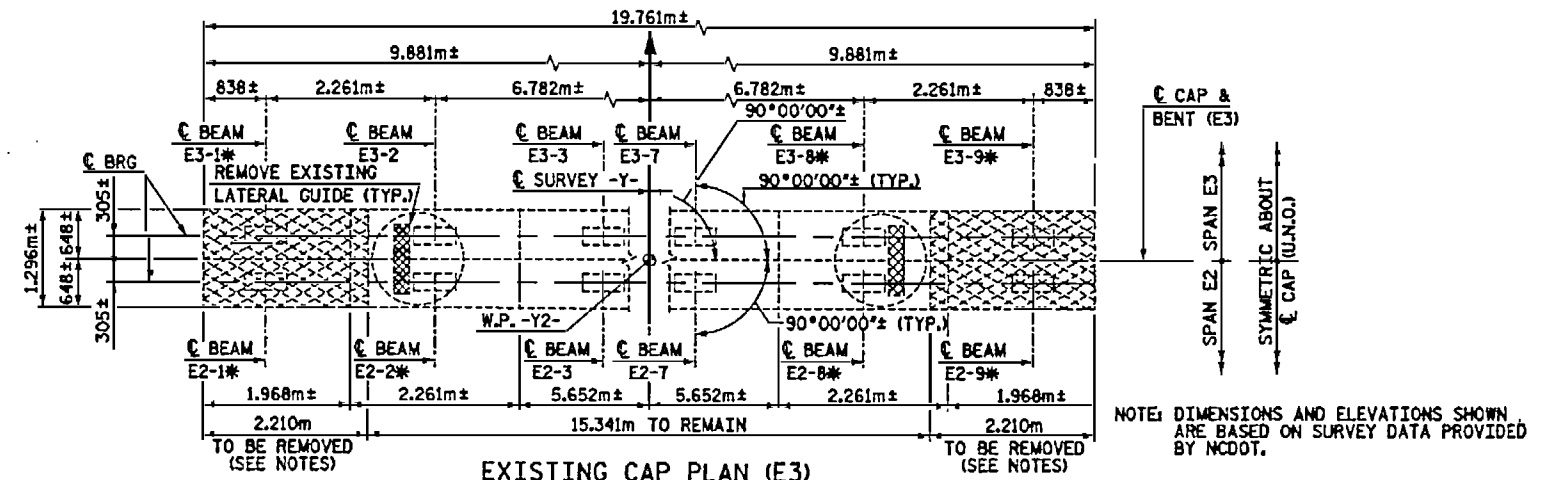 19.761m±
9.881m±
9.881m±
838±
2.261m±
6.782m±
6.782m±
2.261m±
838±
90°00'00"±
℄ CAP &
BENT (E3)
℄ BEAM
E3-1*
℄ BEAM
E3-2
℄ BEAM
E3-3
℄ BEAM
E3-7
℄ BEAM
E3-8*
℄ BEAM
E3-9*
℄ BRG
REMOVE EXISTING
LATERAL GUIDE (TYP.)
℄ SURVEY -Y-
90°00'00"± (TYP.)
305±
1.296m±
648±
648±
305±
SPAN E2
SPAN E3
SYMMETRIC ABOUT
℄ CAP (U.N.O.)
W.P. -Y2-
90°00'00"± (TYP.)
℄ BEAM
E2-1*
℄ BEAM
E2-2*
℄ BEAM
E2-3
℄ BEAM
E2-7
℄ BEAM
E2-8*
℄ BEAM
E2-9*
1.968m±
2.261m±
5.652m±
5.652m±
2.261m±
1.968m±
2.210m
TO BE REMOVED
(SEE NOTES)
15.341m TO REMAIN
2.210m
TO BE REMOVED
(SEE NOTES)
NOTE: DIMENSIONS AND ELEVATIONS SHOWN
ARE BASED ON SURVEY DATA PROVIDED
BY NCDOT.
EXISTING CAP PLAN (E3)